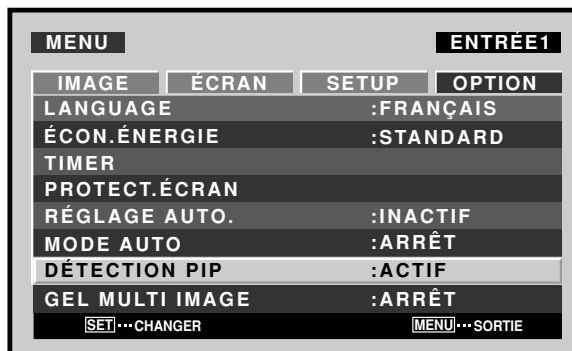 MENU ENTRÉE1
IMAGE ÉCRAN SETUP OPTION
LANGUAGE :FRANÇAIS
ÉCON.ÉNERGIE :STANDARD
TIMER
PROTECT.ÉCRAN
RÉGLAGE AUTO. :INACTIF
MODE AUTO :ARRÊT
DÉTECTION PIP :ACTIF
GEL MULTI IMAGE :ARRÊT
SET···CHANGER MENU···SORTIE